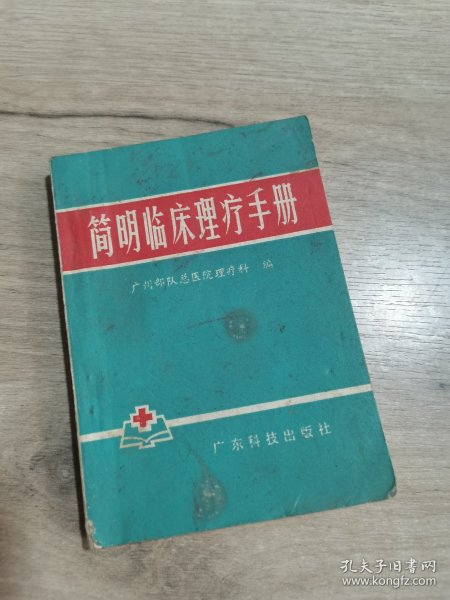 简明临床理疗手册
广州部队总医院理疗科 编
广东科技出版社
孔夫子旧书网
www.kongfz.com